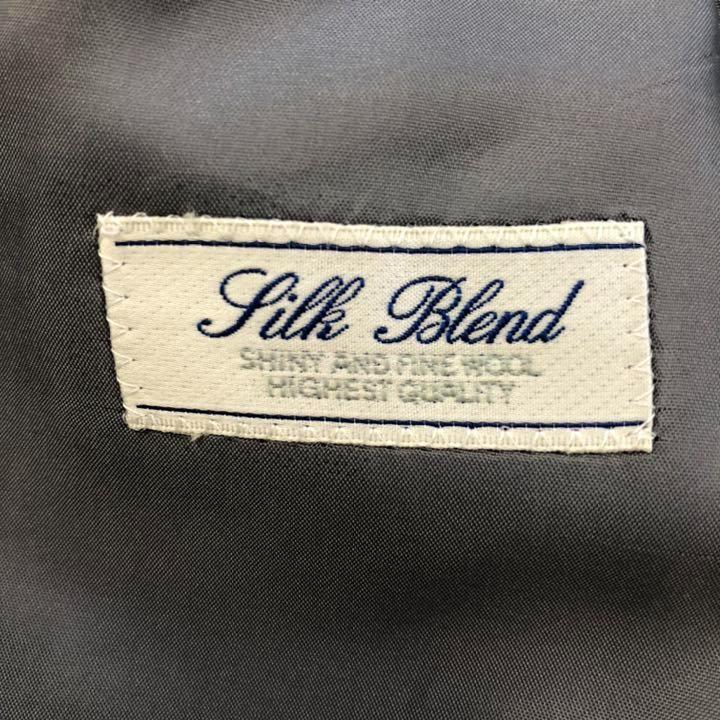 Silk Blend
SHINY AND FINE WOOL
HIGHEST QUALITY